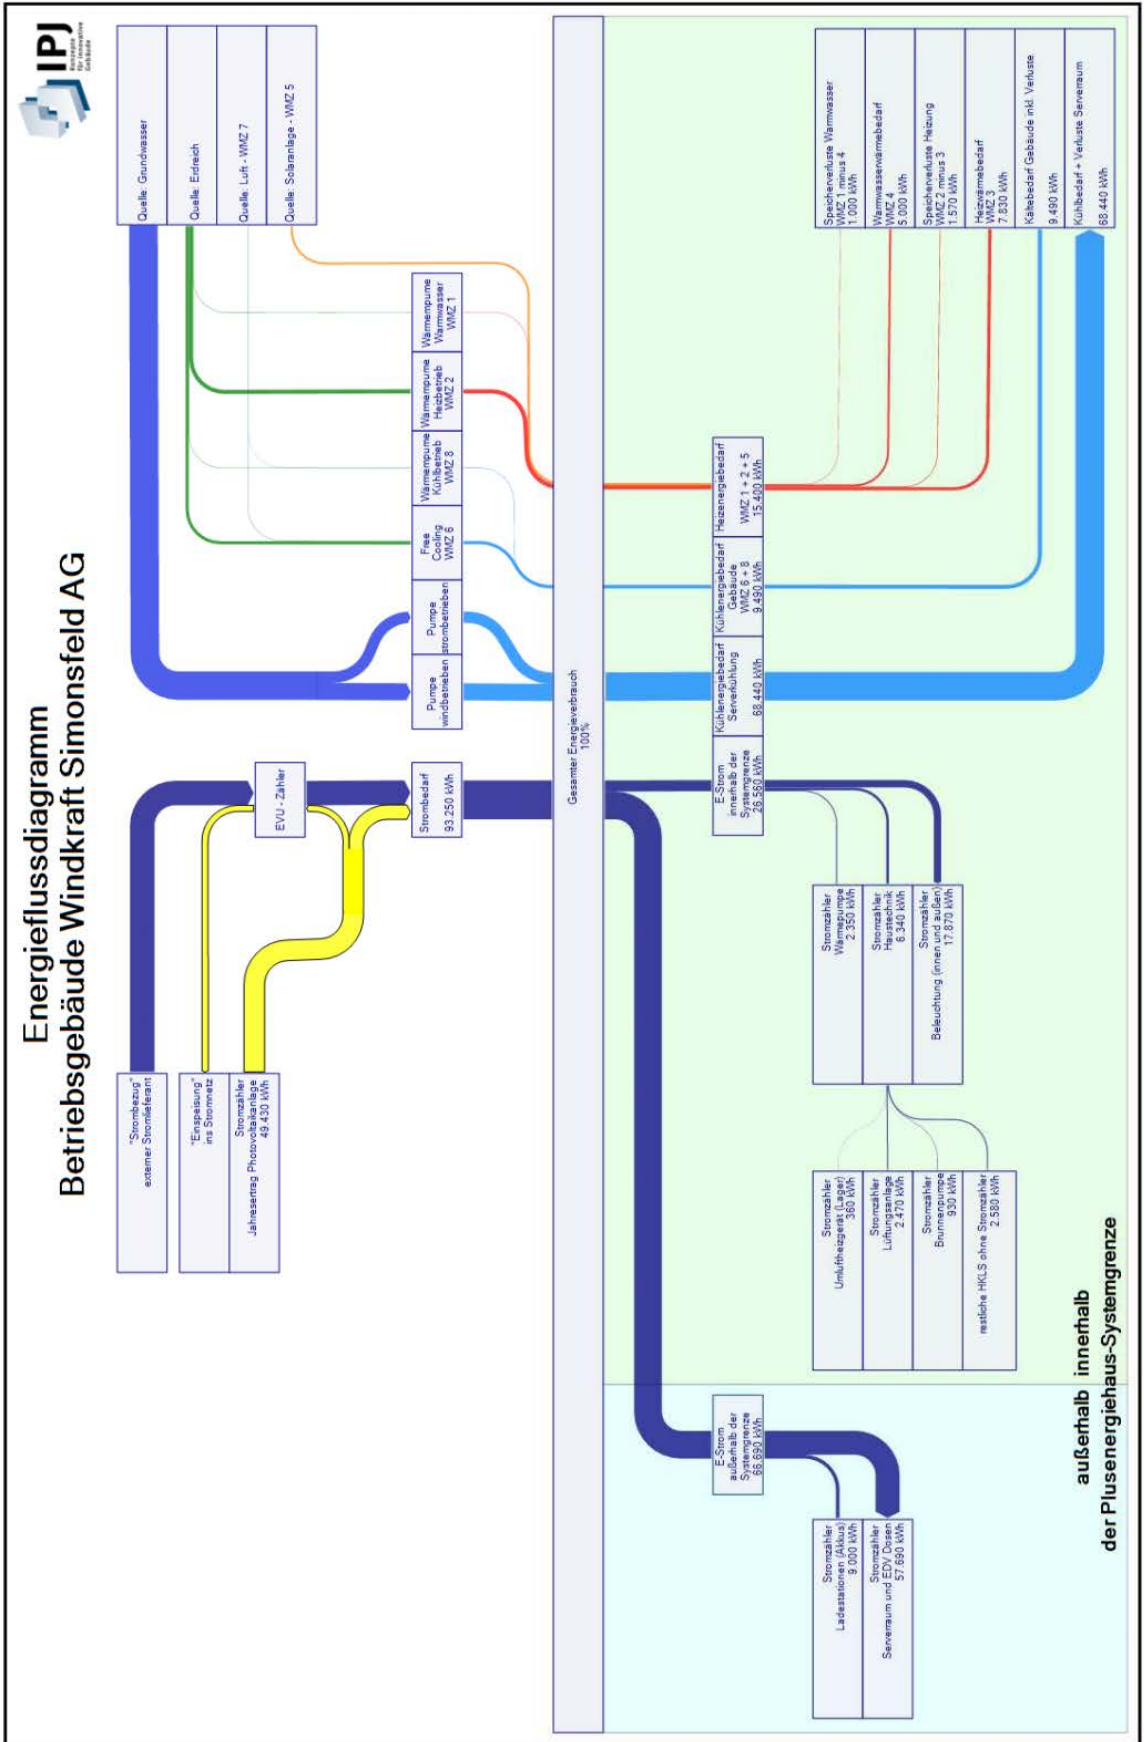 Energieflussdiagramm
Betriebsgebäude Windkraft Simonsfeld AG
IPJ
Konzepte
für innovative
Gebäude
"Strombezug"
externer Stromlieferant
"Einspeisung"
ins Stromnetz
Stromzähler
Jahresertrag Photovoltaikanlage
49.430 kWh
EVU - Zähler
Strombedarf
93.250 kWh
Quelle: Grundwasser
Quelle: Erdreich
Quelle: Luft - WMZ 7
Quelle: Solaranlage - WMZ 5
Pumpe
windbetrieben
Pumpe
strombetrieben
Free
Cooling
WMZ 6
Wärmempume
Kühlbetrieb
WMZ 8
Wärmempume
Heizbetrieb
WMZ 2
Wärmempume
Warmwasser
WMZ 1
Gesamter Energieverbrauch
100%
E-Strom
außerhalb der
Systemgrenze
66.690 kWh
E-Strom
innerhalb der
Systemgrenze
26.560 kWh
Kühlenergiebedarf
Serverkühlung
68.440 kWh
Kühlenergiebedarf
Gebäude
WMZ 6 + 8
9.490 kWh
Heizenergiebedarf
WMZ 1 + 2 + 5
15.400 kWh
Stromzähler
Ladestationen (Akkus)
9.000 kWh
Stromzähler
Serverraum und EDV Dosen
57.690 kWh
Stromzähler
Umluftheizgerät (Lager)
360 kWh
Stromzähler
Lüftungsanlage
2.470 kWh
Stromzähler
Brunnenpumpe
930 kWh
restliche HKLS ohne Stromzähler
2.580 kWh
Stromzähler
Wärmepumpe
2.350 kWh
Stromzähler
Haustechnik
6.340 kWh
Stromzähler
Beleuchtung (innen und außen)
17.870 kWh
Speicherverluste Warmwasser
WMZ 1 minus 4
1.000 kWh
Warmwasserwärmebedarf
WMZ 4
5.000 kWh
Speicherverluste Heizung
WMZ 2 minus 3
1.570 kWh
Heizwärmebedarf
WMZ 3
7.830 kWh
Kältebedarf Gebäude inkl. Verluste
9.490 kWh
Kühlbedarf + Verluste Serverraum
68.440 kWh
außerhalb innerhalb
der Plusenergiehaus-Systemgrenze